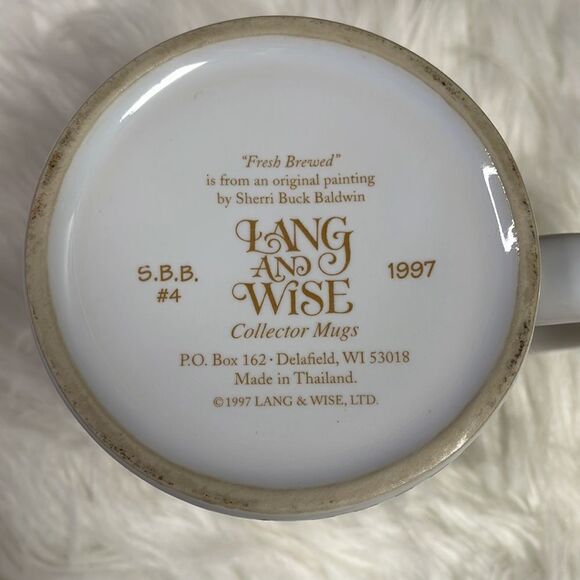 "Fresh Brewed"
is from an original painting
by Sherri Buck Baldwin
LANG
AND
WISE
S.B.B.
#4
1997
Collector Mugs
P.O. Box 162 · Delafield, WI 53018
Made in Thailand.
©1997 LANG & WISE, LTD.